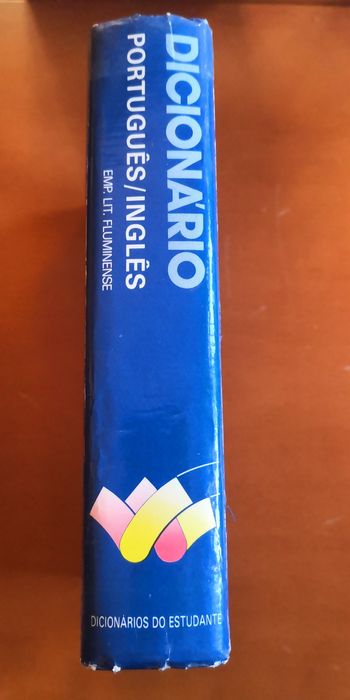 DICIONÁRIO
PORTUGUÊS/INGLÊS
EMP. LIT. FLUMINENSE
DICIONÁRIOS DO ESTUDANTE